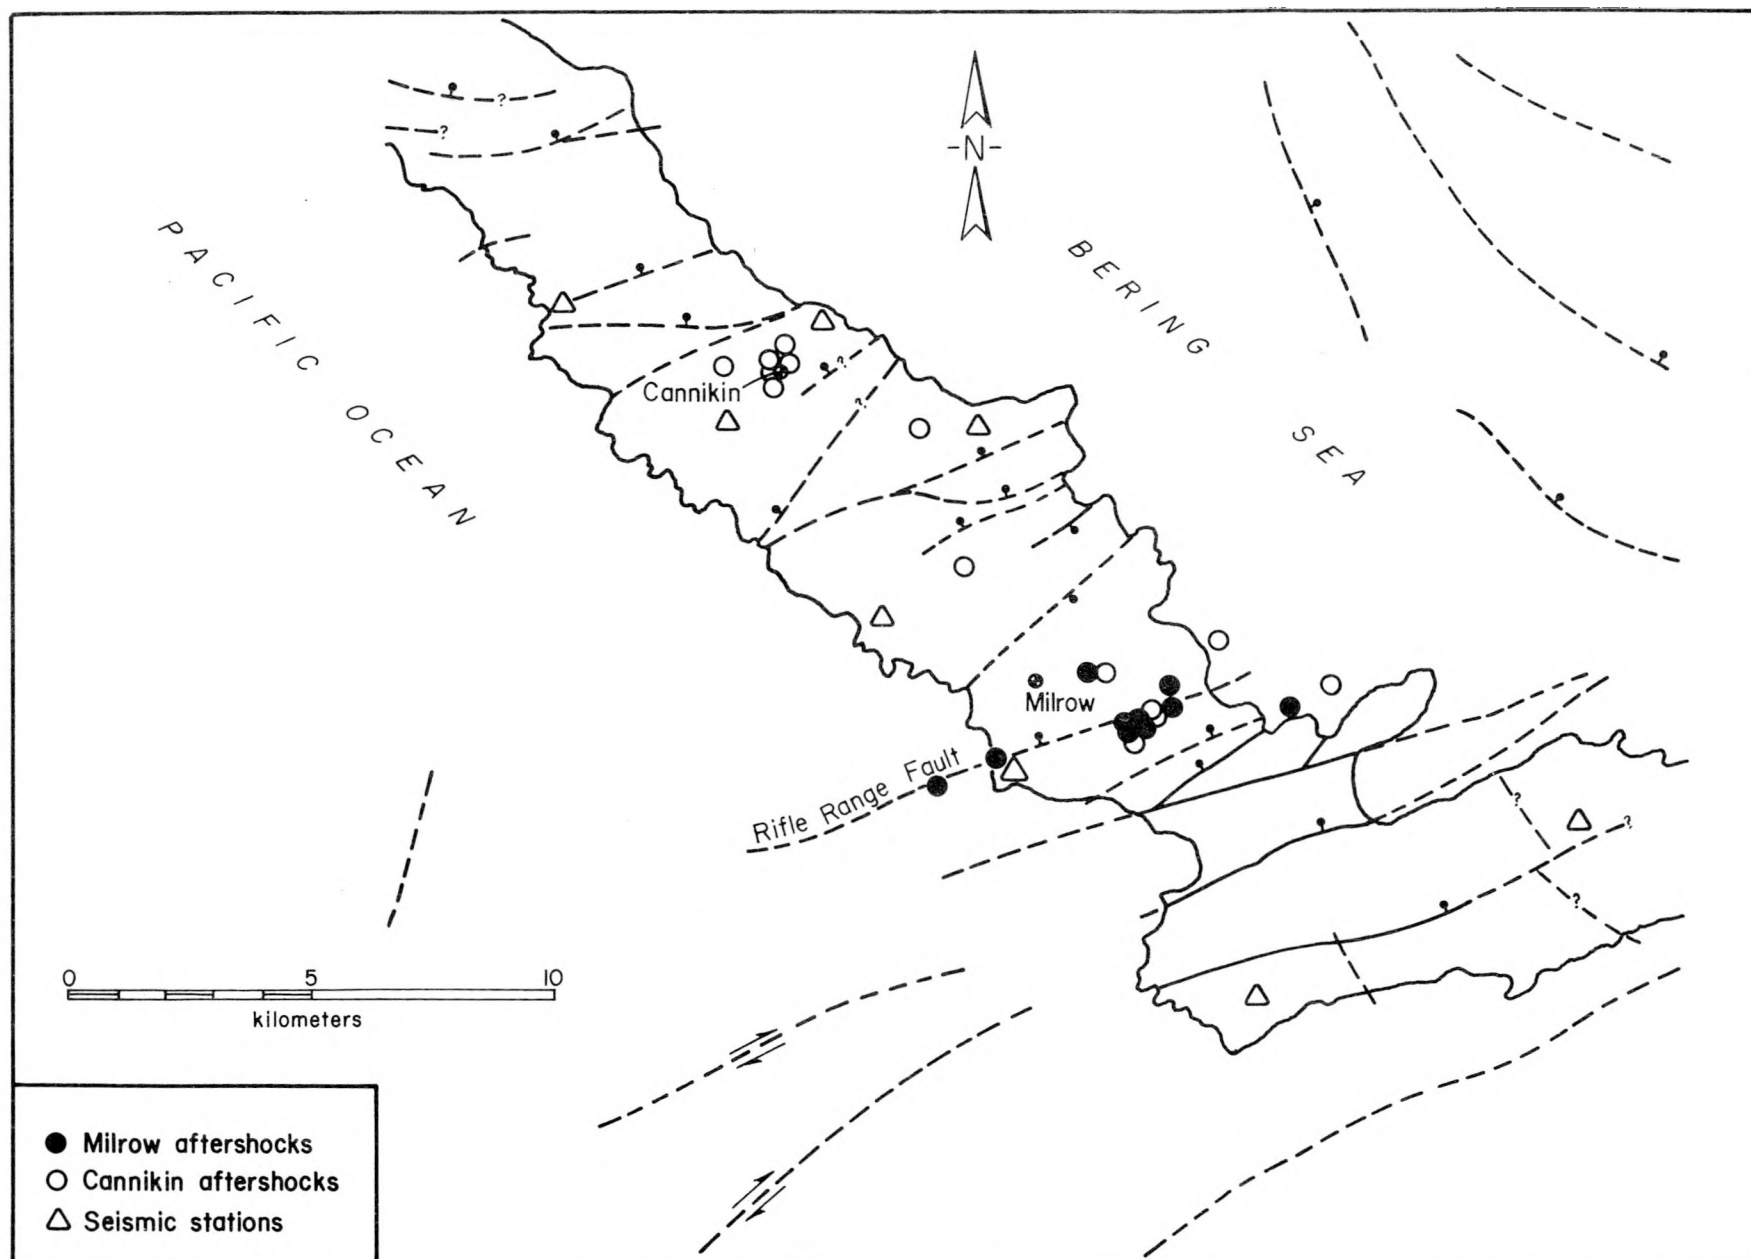 -N-
PACIFIC OCEAN
BERING
SEA
?
?
?
?
Cannikin
Milrow
Rifle Range Fault
?
?
?
0 5 10
kilometers
Milrow aftershocks
Cannikin aftershocks
Seismic stations